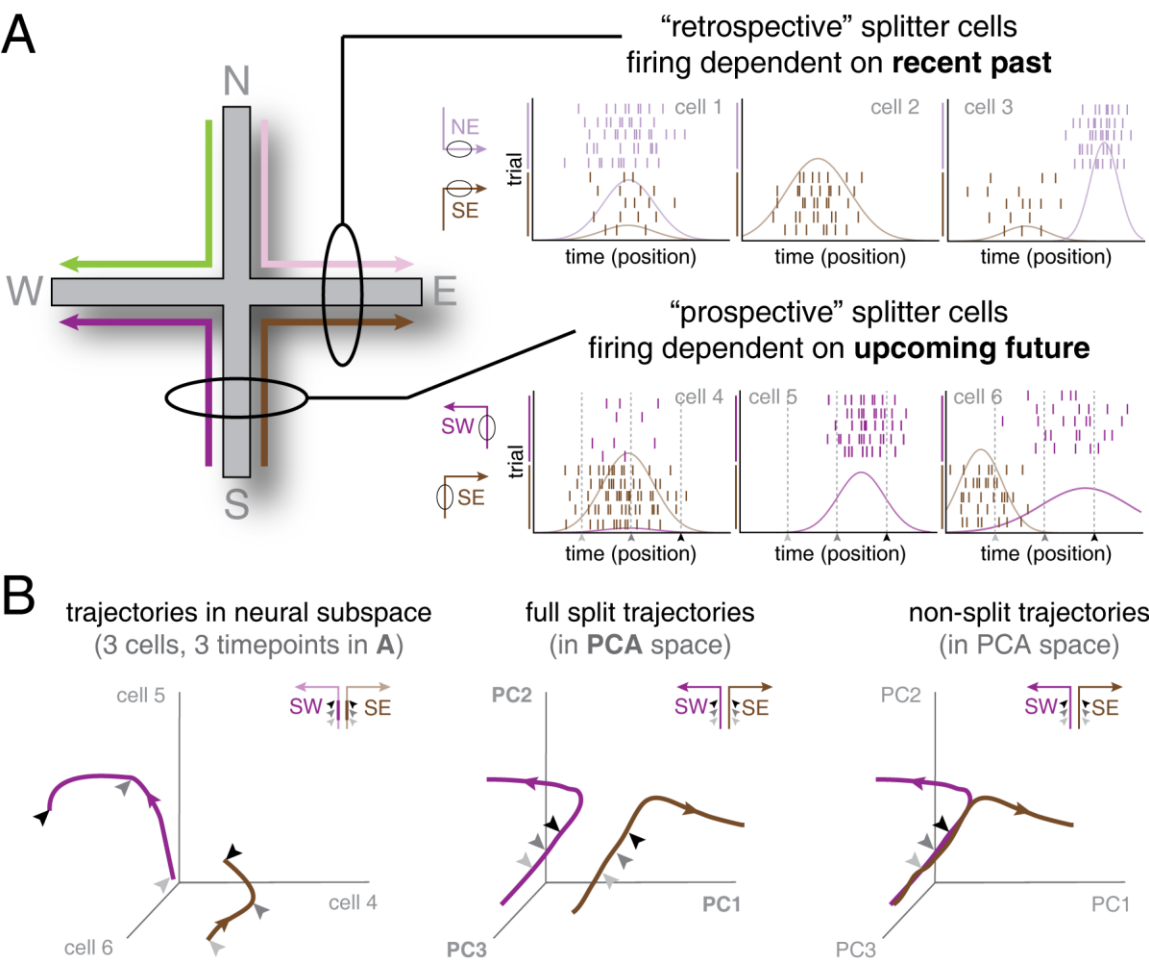 A
“retrospective” splitter cells
firing dependent on recent past
N
W
E
S
NE
SE
trial
cell 1
cell 2
cell 3
time (position)
time (position)
time (position)
“prospective” splitter cells
firing dependent on upcoming future
SW
SE
trial
cell 4
cell 5
cell 6
time (position)
time (position)
time (position)
B
trajectories in neural subspace
(3 cells, 3 timepoints in A)
cell 5
SW
SE
cell 4
cell 6
full split trajectories
(in PCA space)
PC2
SW
SE
PC1
PC3
non-split trajectories
(in PCA space)
PC2
SW
SE
PC1
PC3